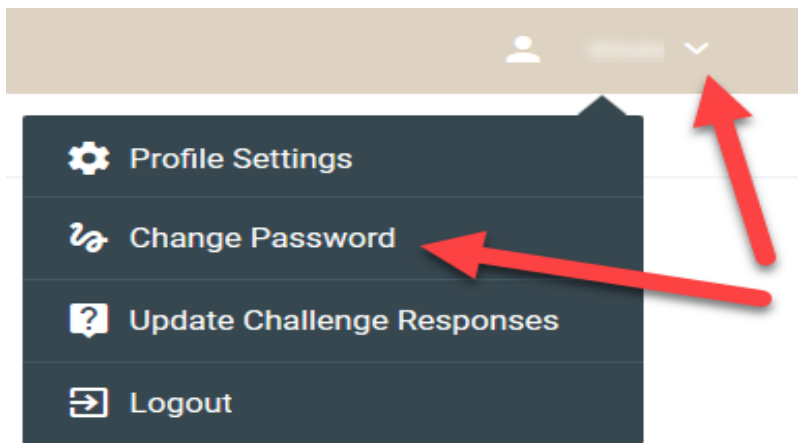 Profile Settings
Change Password
Update Challenge Responses
Logout